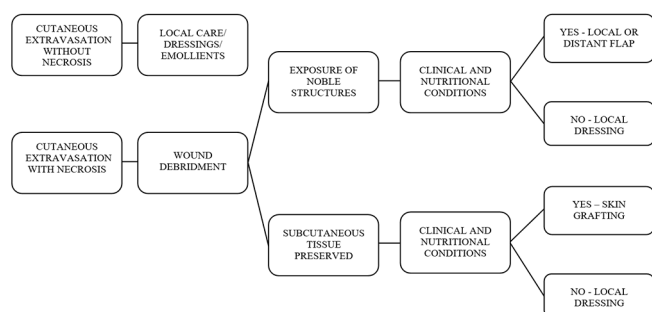 CUTANEOUS
EXTRAVASATION
WITHOUT
NECROSIS
LOCAL CARE/
DRESSINGS/
EMOLLIENTS
CUTANEOUS
EXTRAVASATION
WITH NECROSIS
WOUND
DEBRIDMENT
EXPOSURE OF
NOBLE
STRUCTURES
CLINICAL AND
NUTRITIONAL
CONDITIONS
YES - LOCAL OR
DISTANT FLAP
NO - LOCAL
DRESSING
SUBCUTANEOUS
TISSUE
PRESERVED
CLINICAL AND
NUTRITIONAL
CONDITIONS
YES – SKIN
GRAFTING
NO - LOCAL
DRESSING